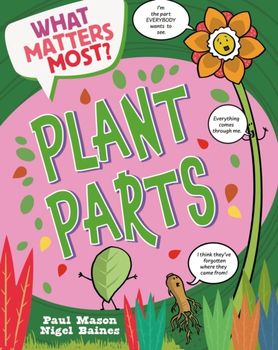 WHAT
MATTERS
MOST?
I'm
the part
EVERYBODY
wants to
see.
PLANT
PARTS
Everything
comes
through me.
I think they've
forgotten
where they
came from!
Paul Mason
Nigel Baines